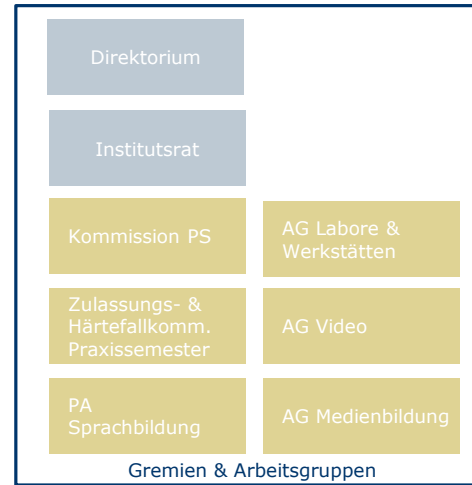 Direktorium
Institutsrat
Kommission PS
AG Labore &
Werkstätten
Zulassungs- &
Härtefallkomm.
Praxissemester
AG Video
PA
Sprachbildung
AG Medienbildung
Gremien & Arbeitsgruppen